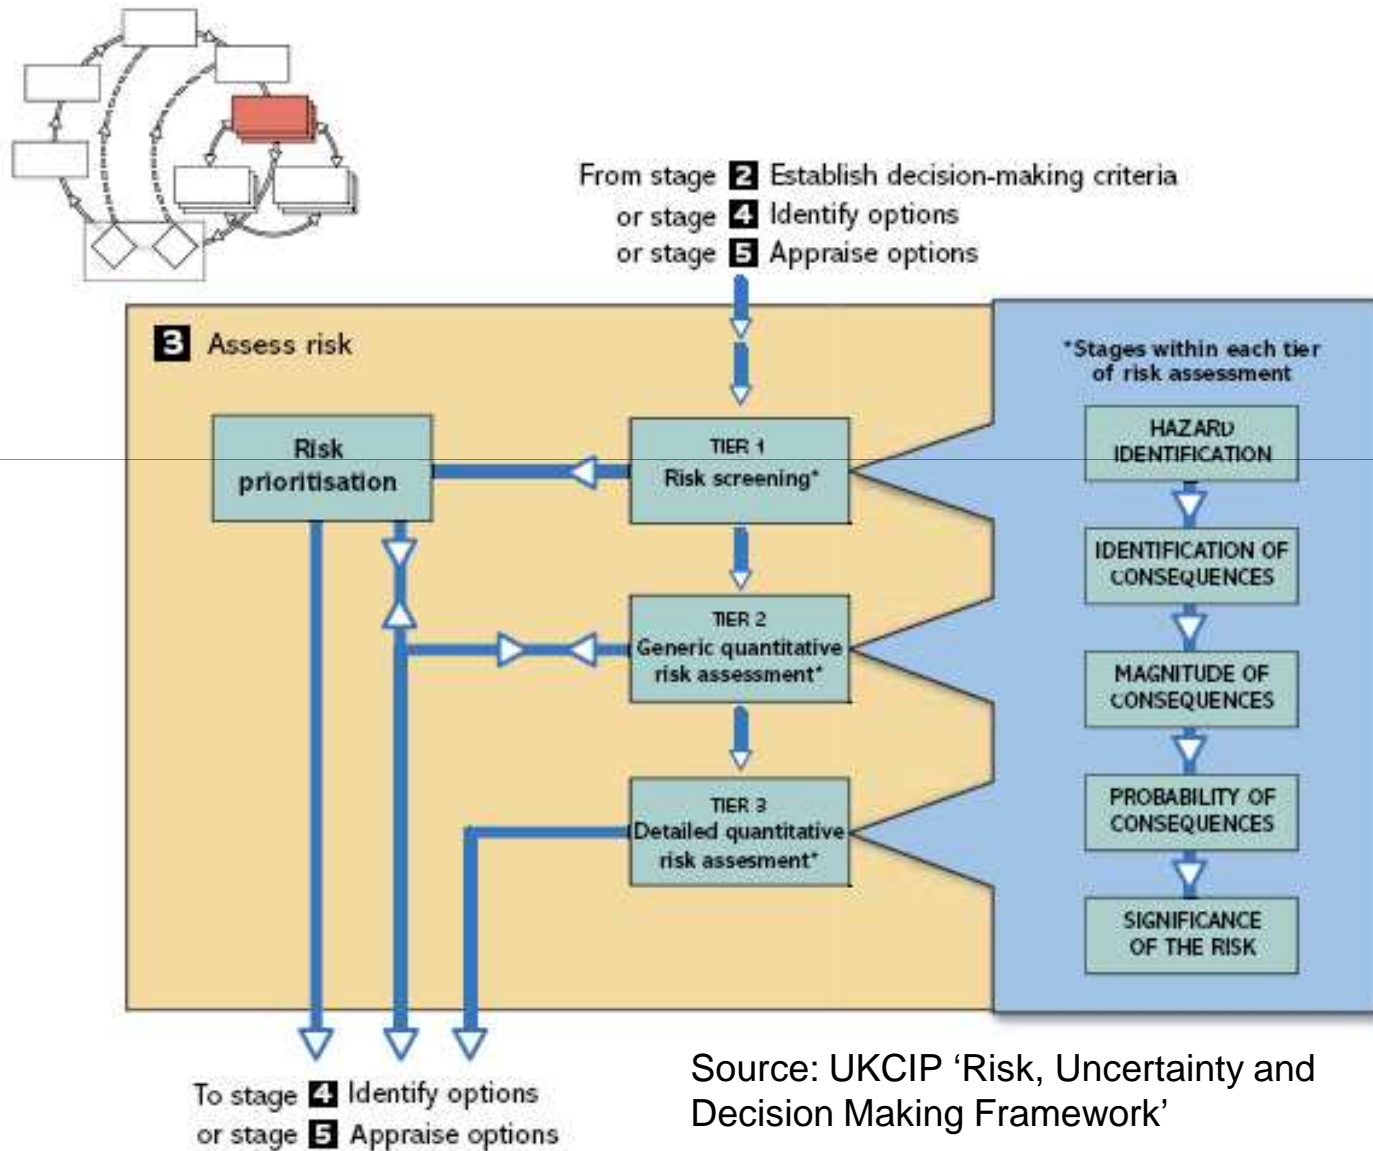 From stage 2 Establish decision-making criteria
or stage 4 Identify options
or stage 5 Appraise options
3 Assess risk
Risk
prioritisation
TIER 1
Risk screening*
TIER 2
Generic quantitative
risk assessment*
TIER 3
Detailed quantitative
risk assesment*
*Stages within each tier
of risk assessment
HAZARD
IDENTIFICATION
IDENTIFICATION OF
CONSEQUENCES
MAGNITUDE OF
CONSEQUENCES
PROBABILITY OF
CONSEQUENCES
SIGNIFICANCE
OF THE RISK
To stage 4 Identify options
or stage 5 Appraise options
Source: UKCIP ‘Risk, Uncertainty and
Decision Making Framework’